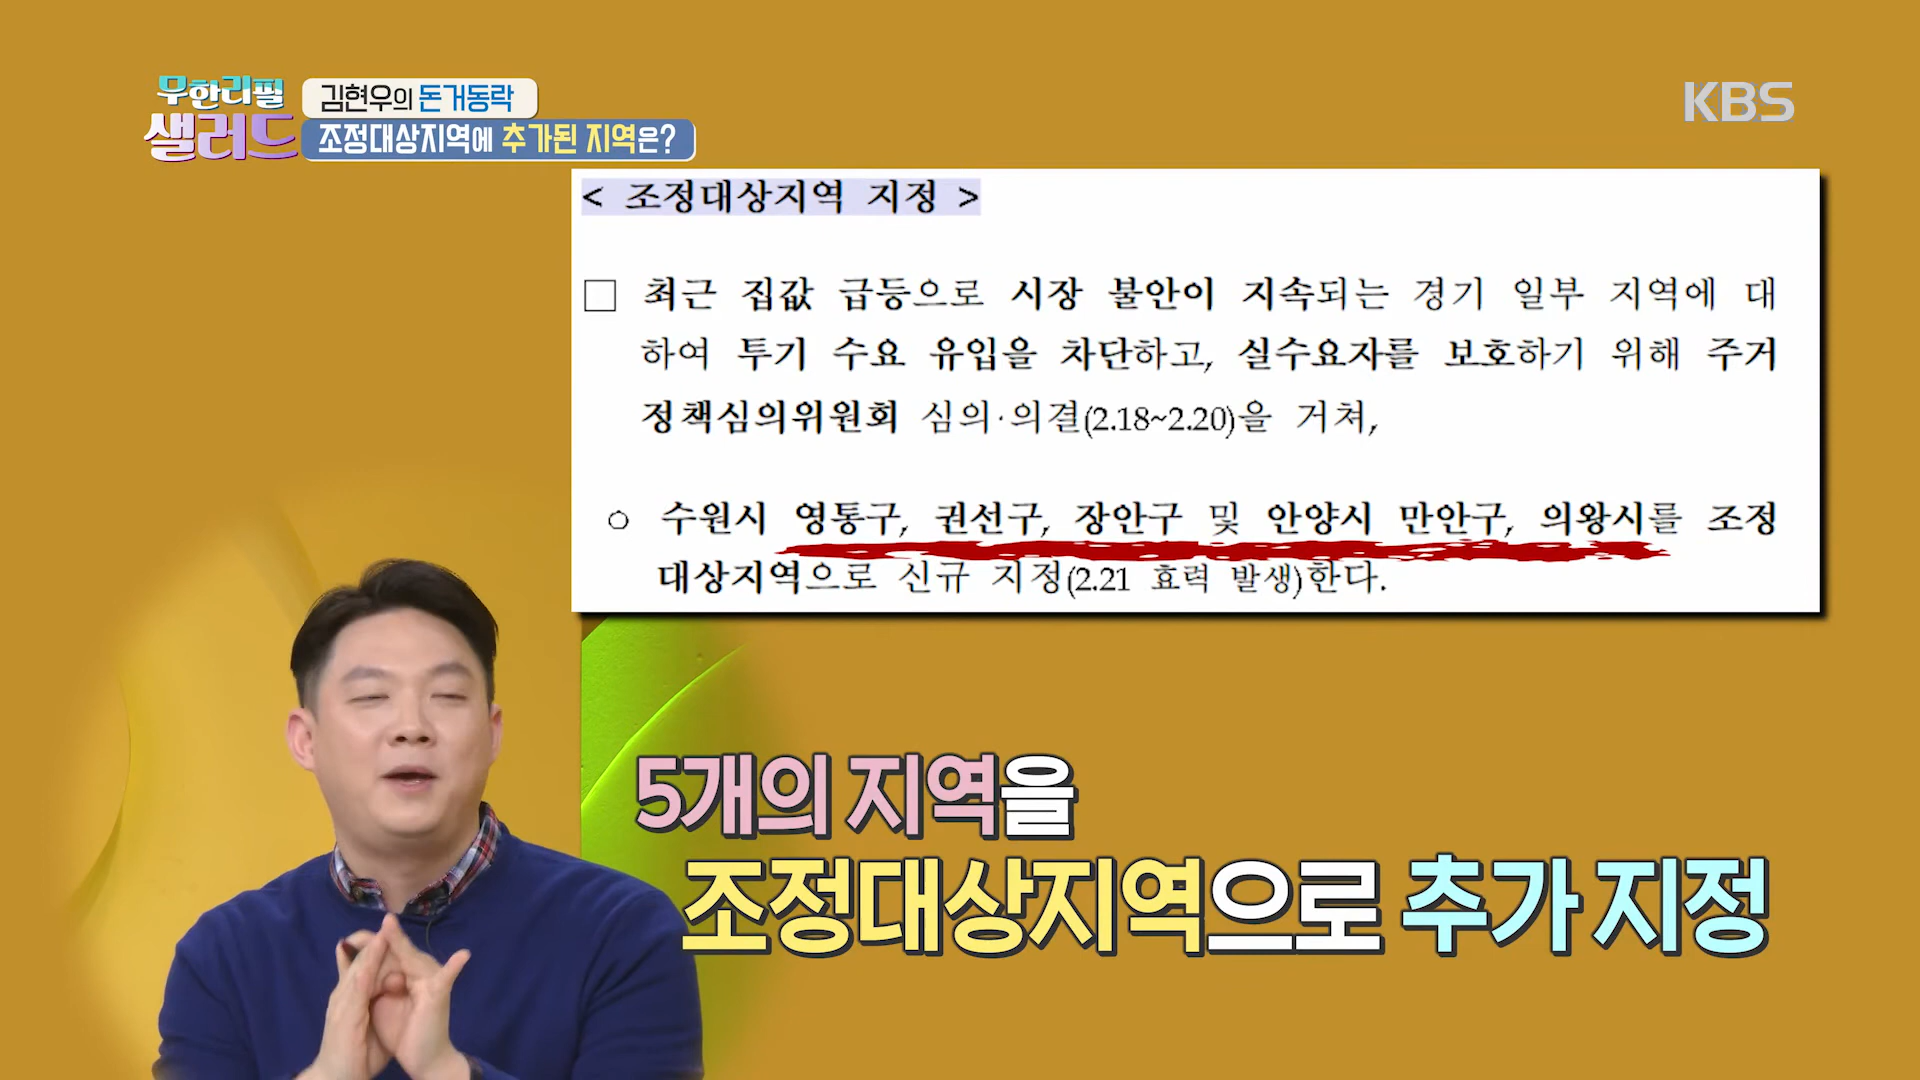 무한리필
샐러드
김현우의 돈거동락
조정대상지역에 추가된 지역은?
KBS
< 조정대상지역 지정 >
□ 최근 집값 급등으로 시장 불안이 지속되는 경기 일부 지역에 대
하여 투기 수요 유입을 차단하고, 실수요자를 보호하기 위해 주거
정책심의위원회 심의·의결(2.18~2.20)을 거쳐,
○ 수원시 영통구, 권선구, 장안구 및 안양시 만안구, 의왕시를 조정
대상지역으로 신규 지정(2.21 효력 발생)한다.
5개의 지역을
조정대상지역으로 추가 지정